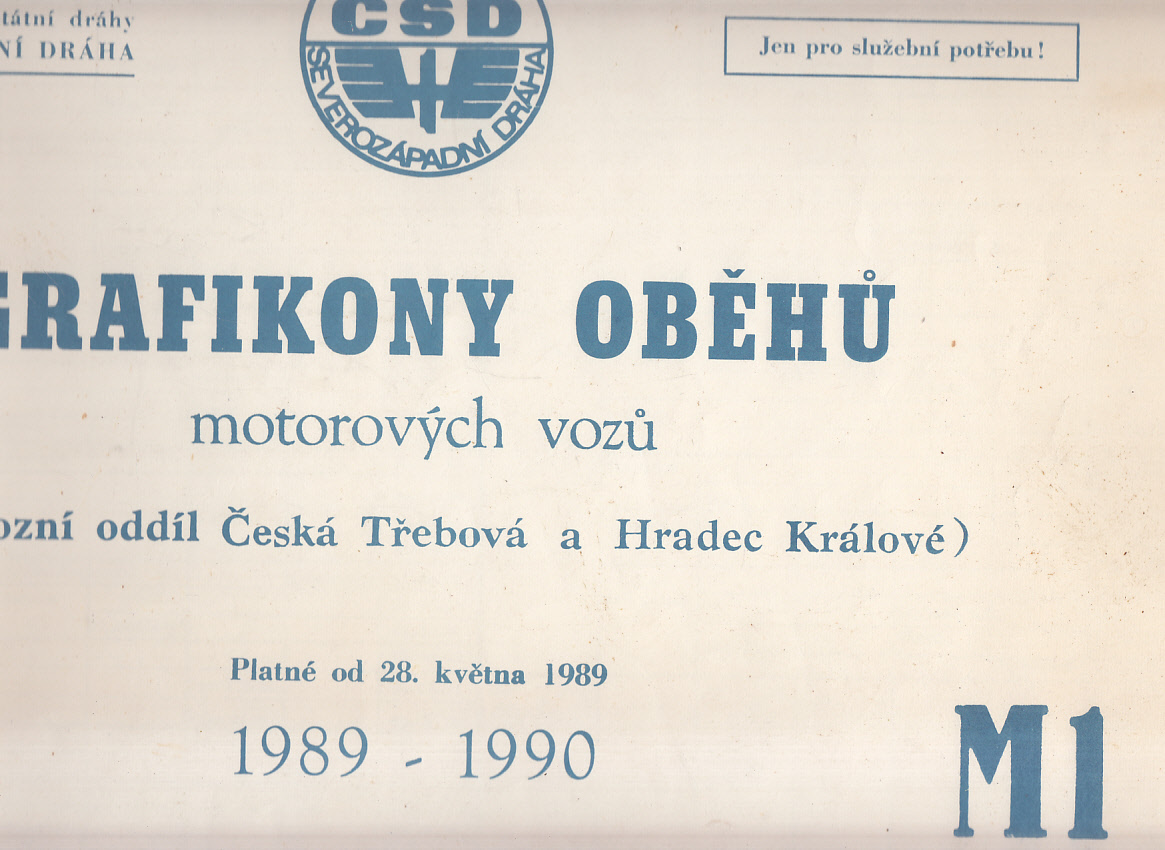 tátní dráhy
NÍ DRÁHA
ČSD
SEVEROZÁPADNÍ DRÁHA
Jen pro služební potřebu!
GRAFIKONY OBĚHŮ
motorových vozů
ozní oddíl Česká Třebová a Hradec Králové)
Platné od 28. května 1989
1989 - 1990
M1